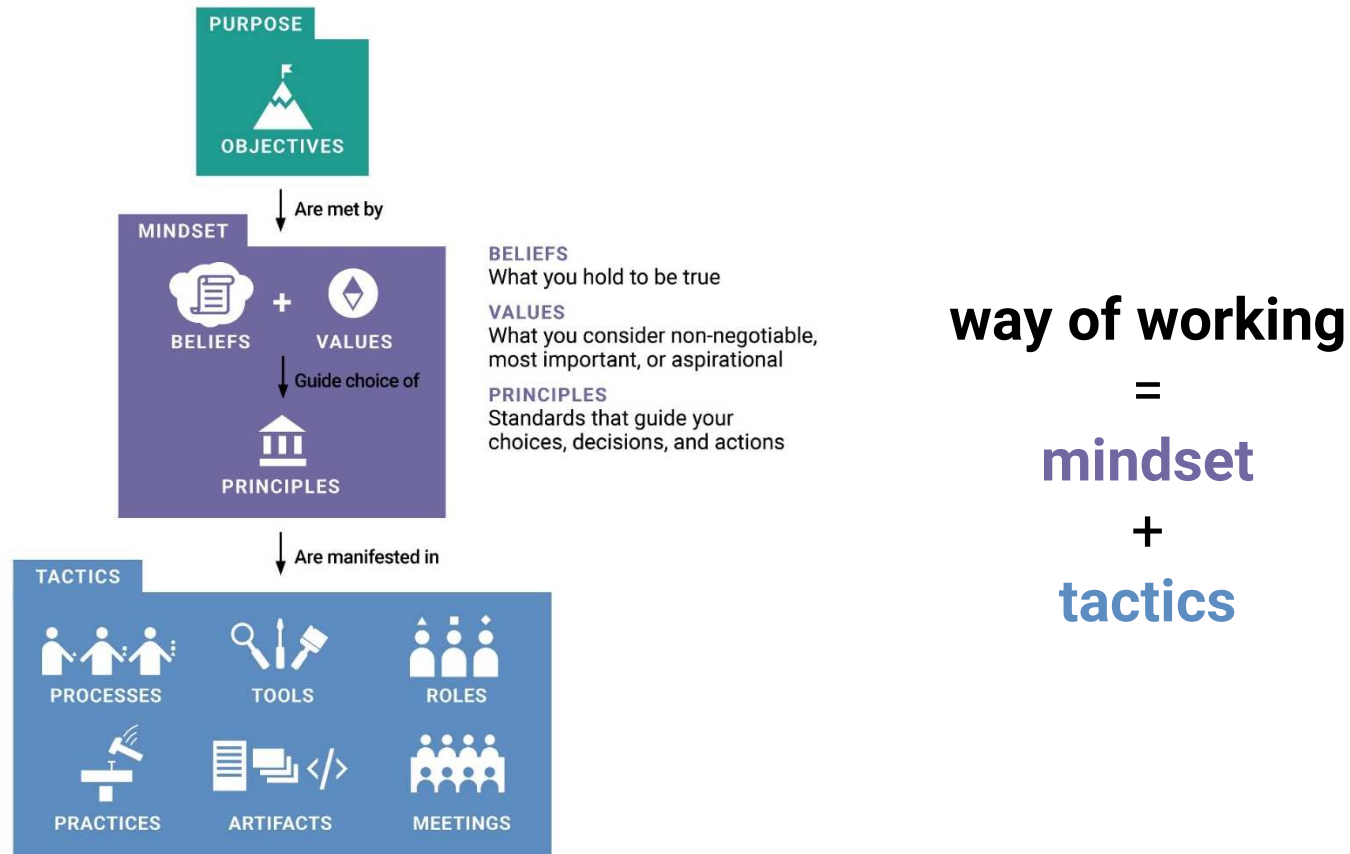 PURPOSE
OBJECTIVES
Are met by
MINDSET
BELIEFS
+
VALUES
Guide choice of
PRINCIPLES
BELIEFS
What you hold to be true
VALUES
What you consider non-negotiable,
most important, or aspirational
PRINCIPLES
Standards that guide your
choices, decisions, and actions
Are manifested in
TACTICS
PROCESSES
TOOLS
ROLES
PRACTICES
</>
ARTIFACTS
MEETINGS
way of working
=
mindset
+
tactics